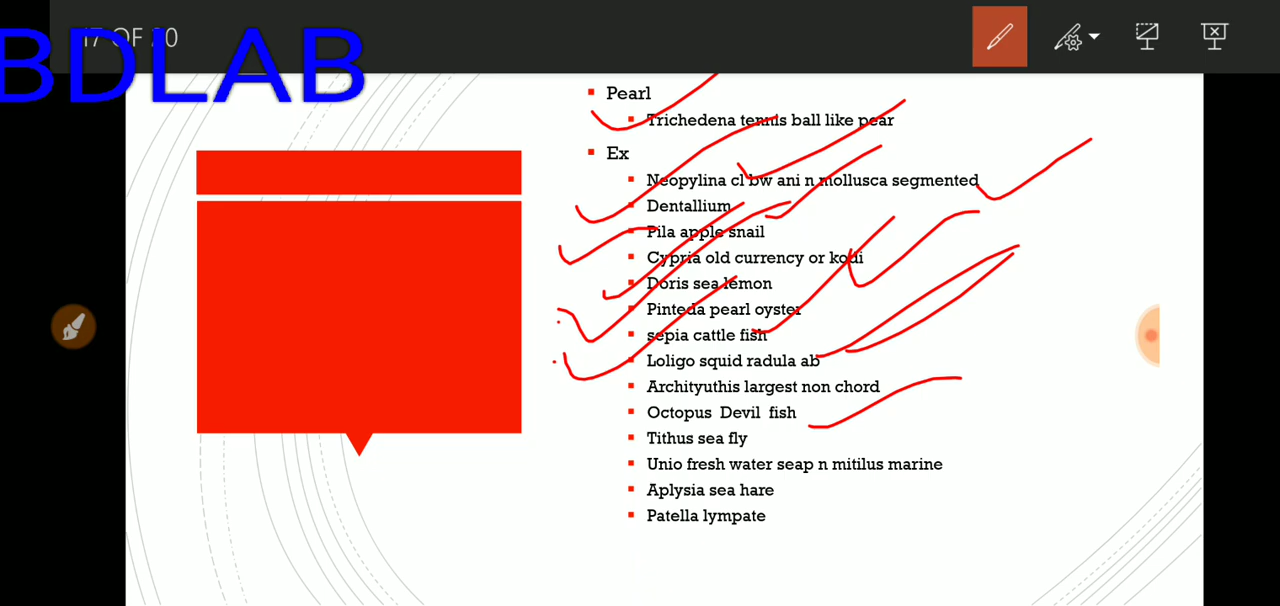 17 OF 20
BDLAB
Pearl
Trichedena tennis ball like pear
Ex
Neopylina cl bw ani n mollusca segmented
Dentallium
Pila apple snail
Cypria old currency or kodi
Doris sea lemon
Pinteda pearl oyster
sepia cattle fish
Loligo squid radula ab
Archityuthis largest non chord
Octopus Devil fish
Tithus sea fly
Unio fresh water seap n mitilus marine
Aplysia sea hare
Patella lympate